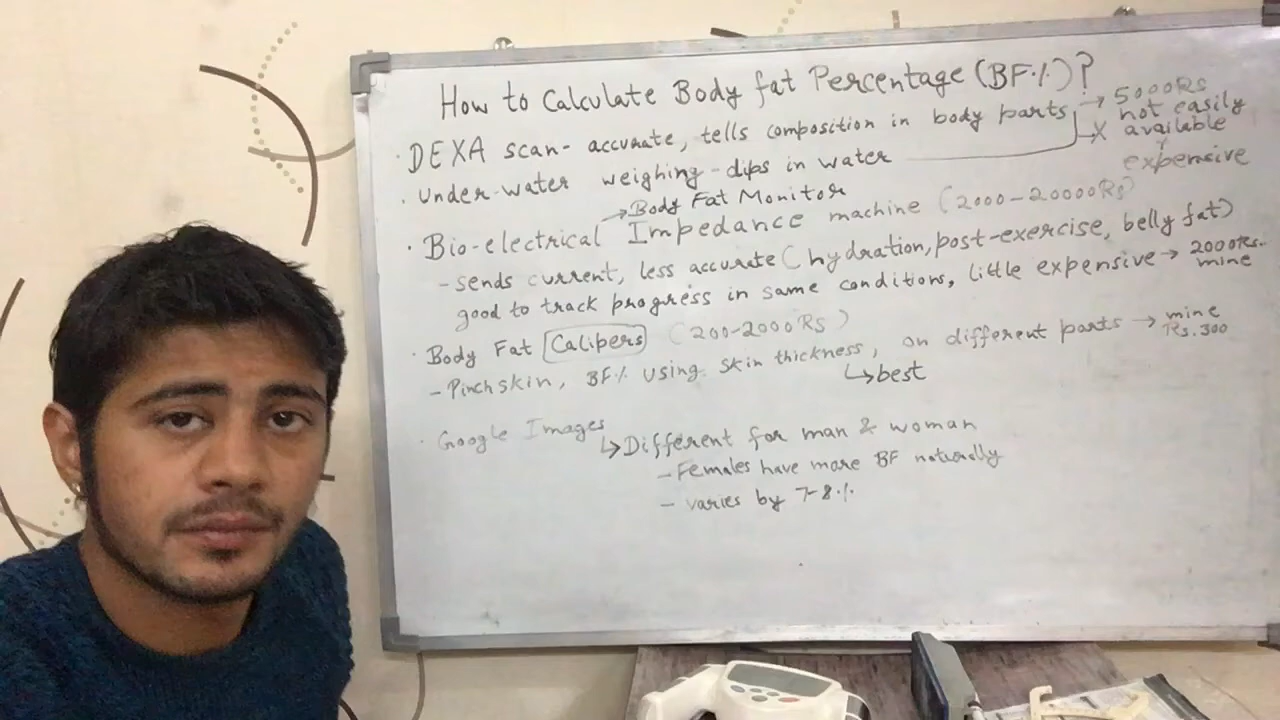 How to Calculate Body fat Percentage (BF%)?
• DEXA scan- accurate, tells composition in body parts → 5000Rs
↳X not easily available
expensive
• Under-water weighing - dips in water
→ Body Fat Monitor
• Bio-electrical Impedance machine (2000-20000Rs)
- sends current, less accurate (hydration, post-exercise, belly fat)
good to track progress in same conditions, little expensive → 2000Rs. mine
• Body Fat Calipers (200-2000Rs)
- Pinch skin, BF% using skin thickness, on different parts → mine Rs.300
↳best
• Google Images
↳Different for man & woman
- Females have more BF naturally
- varies by 7-8%